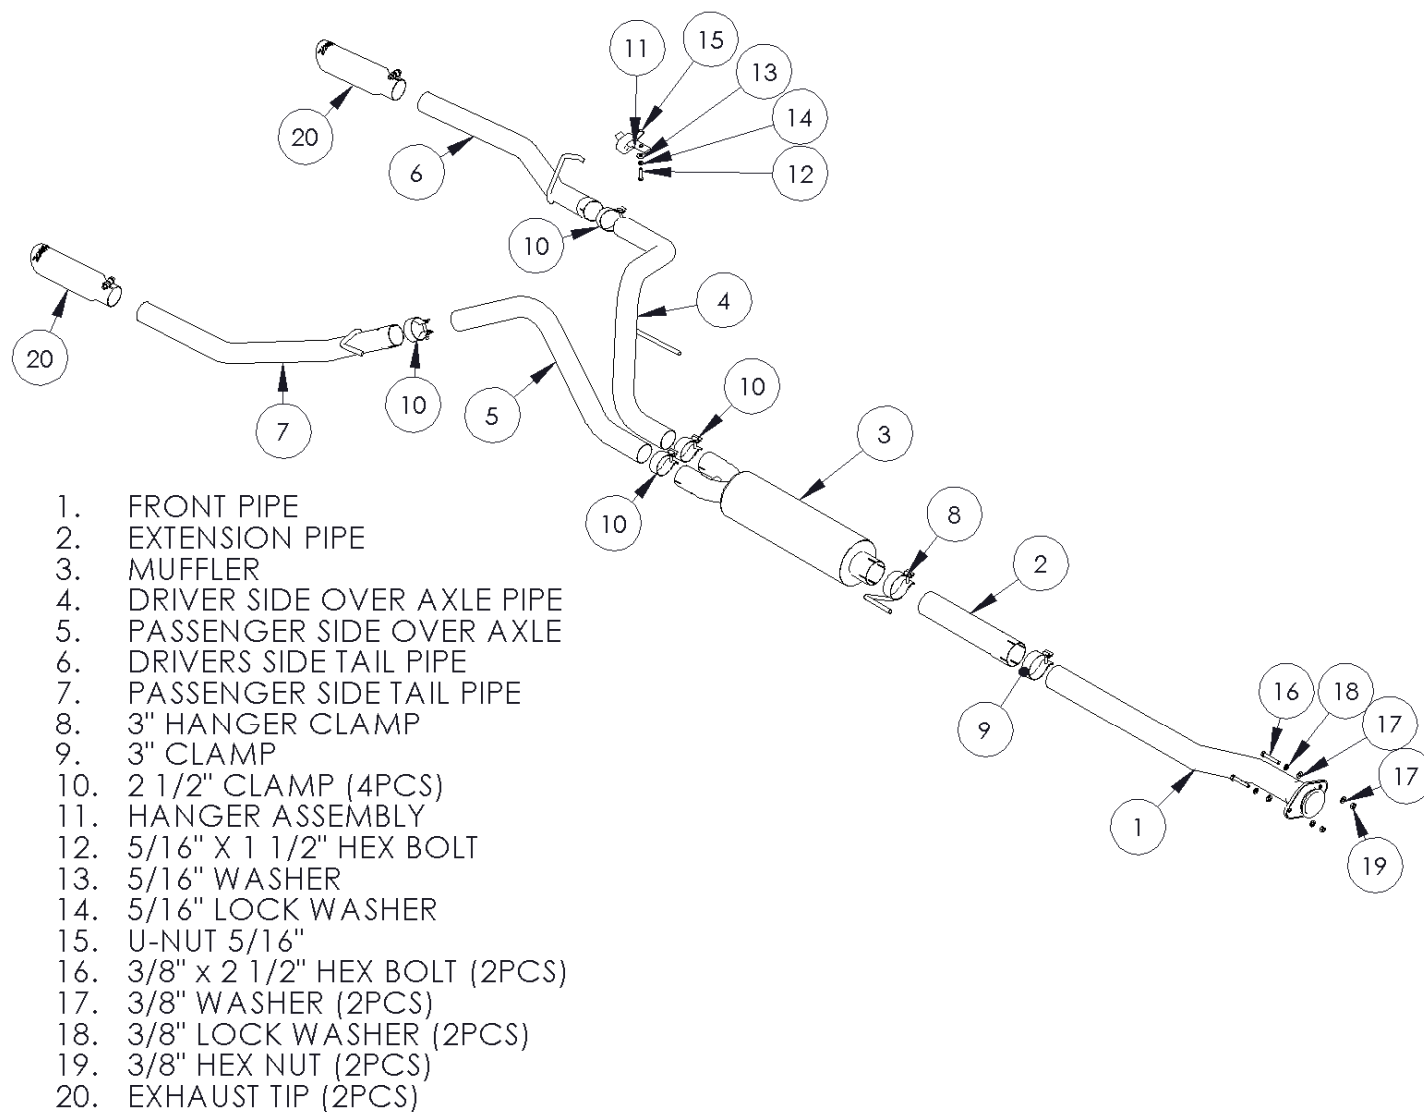 11
15
13
14
12
20
6
10
4
20
10
7
5
10
3
10
8
2
9
16
18
17
17
1
19
1. FRONT PIPE
2. EXTENSION PIPE
3. MUFFLER
4. DRIVER SIDE OVER AXLE PIPE
5. PASSENGER SIDE OVER AXLE
6. DRIVERS SIDE TAIL PIPE
7. PASSENGER SIDE TAIL PIPE
8. 3" HANGER CLAMP
9. 3" CLAMP
10. 2 1/2" CLAMP (4PCS)
11. HANGER ASSEMBLY
12. 5/16" X 1 1/2" HEX BOLT
13. 5/16" WASHER
14. 5/16" LOCK WASHER
15. U-NUT 5/16"
16. 3/8" x 2 1/2" HEX BOLT (2PCS)
17. 3/8" WASHER (2PCS)
18. 3/8" LOCK WASHER (2PCS)
19. 3/8" HEX NUT (2PCS)
20. EXHAUST TIP (2PCS)